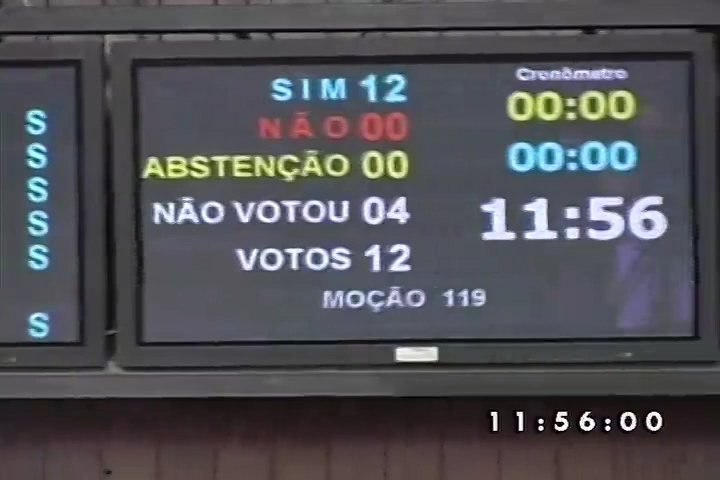 S
S
S
S
S
S
SIM 12
NÃO 00
ABSTENÇÃO 00
NÃO VOTOU 04
VOTOS 12
MOÇÃO 119
Cronômetro
00:00
00:00
11:56
11:56:00